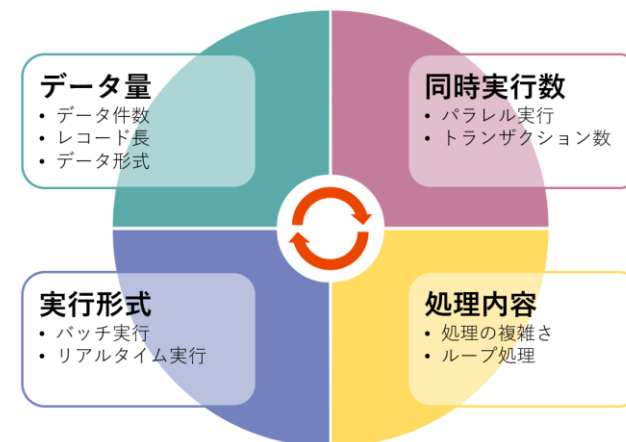 データ量
• データ件数
• レコード長
• データ形式
同時実行数
• パラレル実行
• トランザクション数
実行形式
• バッチ実行
• リアルタイム実行
処理内容
• 処理の複雑さ
• ループ処理